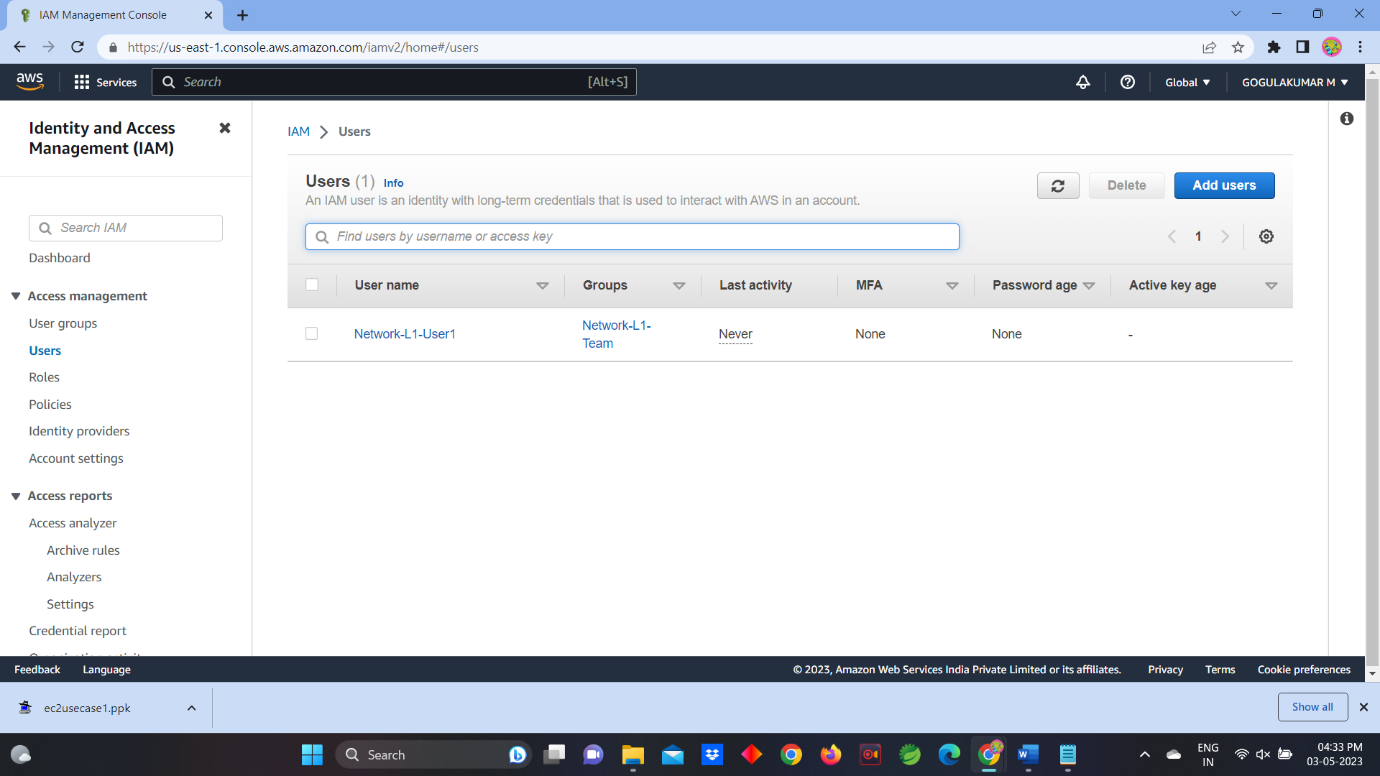 IAM Management Console
https://us-east-1.console.aws.amazon.com/iamv2/home#/users
aws
Services
Search
[Alt+S]
Global
GOGULAKUMAR M
Identity and Access
Management (IAM)
Search IAM
Dashboard
Access management
User groups
Users
Roles
Policies
Identity providers
Account settings
Access reports
Access analyzer
Archive rules
Analyzers
Settings
Credential report
IAM > Users
Users (1) Info
An IAM user is an identity with long-term credentials that is used to interact with AWS in an account.
Delete
Add users
Find users by username or access key
1
User name Groups Last activity MFA Password age Active key age
Network-L1-User1 Network-L1- Never None None -
Team
Feedback Language
© 2023, Amazon Web Services India Private Limited or its affiliates. Privacy Terms Cookie preferences
ec2usecase1.ppk
Show all
Search
ENG
IN
04:33 PM
03-05-2023